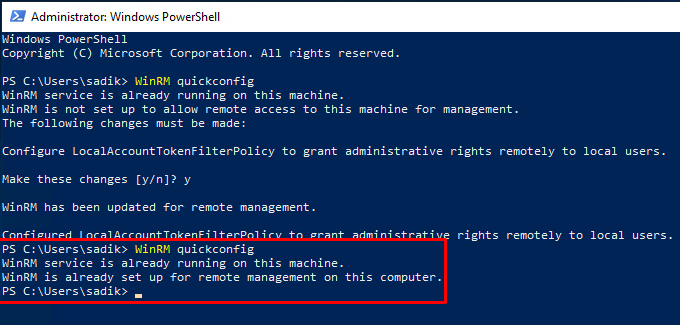 Administrator: Windows PowerShell
Windows PowerShell
Copyright (C) Microsoft Corporation. All rights reserved.
PS C:\Users\sadik> WinRM quickconfig
WinRM service is already running on this machine.
WinRM is not set up to allow remote access to this machine for management.
The following changes must be made:
Configure LocalAccountTokenFilterPolicy to grant administrative rights remotely to local users.
Make these changes [y/n]? y
WinRM has been updated for remote management.
Configured LocalAccountTokenFilterPolicy to grant administrative rights remotely to local users.
PS C:\Users\sadik> WinRM quickconfig
WinRM service is already running on this machine.
WinRM is already set up for remote management on this computer.
PS C:\Users\sadik>